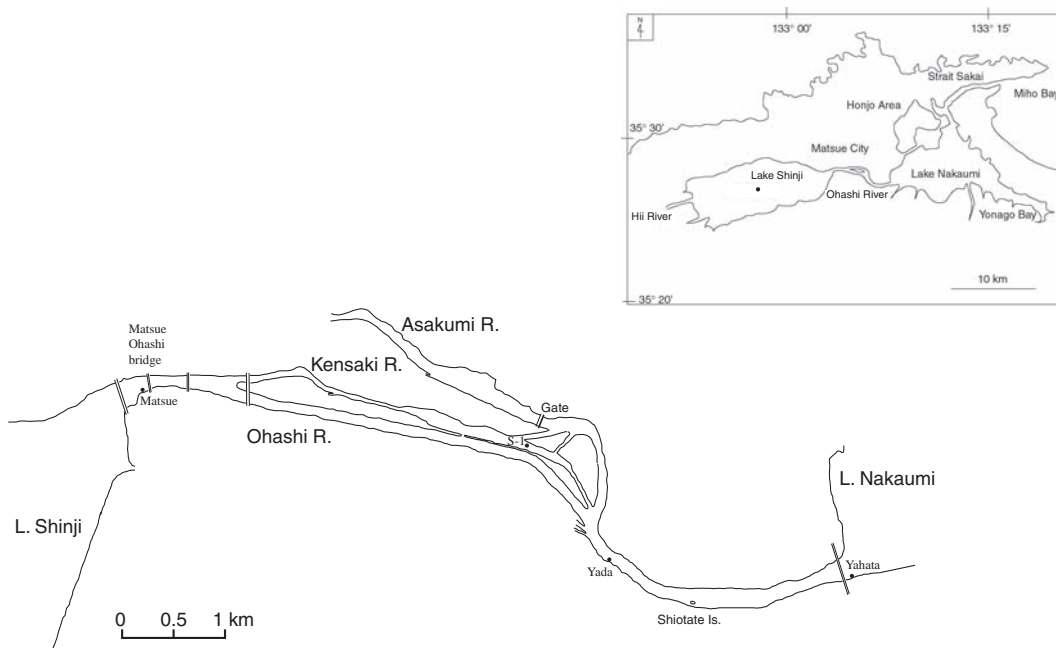 N
4
133° 00'
133° 15'
Strait Sakai
Miho Bay
Honjo Area
35° 30'
Matsue City
Lake Shinji
Lake Nakaumi
Ohashi River
Hii River
Yonago Bay
10 km
35° 20'
Asakumi R.
Matsue
Ohashi
bridge
Kensaki R.
Matsue
Gate
Ohashi R.
S-1
L. Nakaumi
L. Shinji
Yada
Yahata
Shiotate Is.
0 0.5 1 km